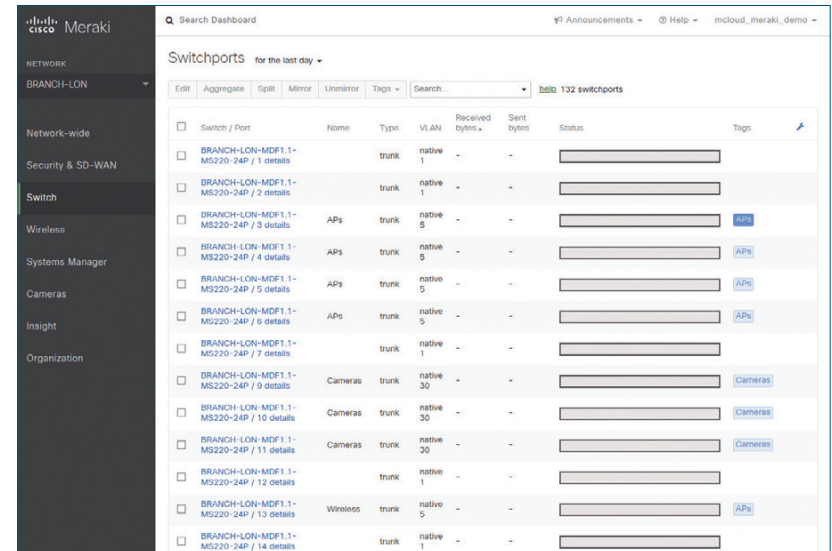 cisco Meraki
Search Dashboard
Announcements
Help
mcloud_meraki_demo
NETWORK
BRANCH-LON
Network-wide
Security & SD-WAN
Switch
Wireless
Systems Manager
Cameras
Insight
Organization
Switchports for the last day
Edit Aggregate Split Mirror Unmirror Tags Search... help 132 switchports
Switch / Port Name Type VLAN Received bytes Sent bytes Status Tags
BRANCH-LON-MDF1.1-
MS220-24P / 1 details trunk native 1 - -
BRANCH-LON-MDF1.1-
MS220-24P / 2 details trunk native 1 - -
BRANCH-LON-MDF1.1-
MS220-24P / 3 details APs trunk native 5 - - APs
BRANCH-LON-MDF1.1-
MS220-24P / 4 details APs trunk native 5 - - APs
BRANCH-LON-MDF1.1-
MS220-24P / 5 details APs trunk native 5 - - APs
BRANCH-LON-MDF1.1-
MS220-24P / 6 details APs trunk native 5 - - APs
BRANCH-LON-MDF1.1-
MS220-24P / 7 details trunk native 1 - -
BRANCH-LON-MDF1.1-
MS220-24P / 9 details Cameras trunk native 30 - - Cameras
BRANCH-LON-MDF1.1-
MS220-24P / 10 details Cameras trunk native 30 - - Cameras
BRANCH-LON-MDF1.1-
MS220-24P / 11 details Cameras trunk native 30 - - Cameras
BRANCH-LON-MDF1.1-
MS220-24P / 12 details trunk native 1 - -
BRANCH-LON-MDF1.1-
MS220-24P / 13 details Wireless trunk native 5 - - APs
BRANCH-LON-MDF1.1-
MS220-24P / 14 details trunk native 1 - -